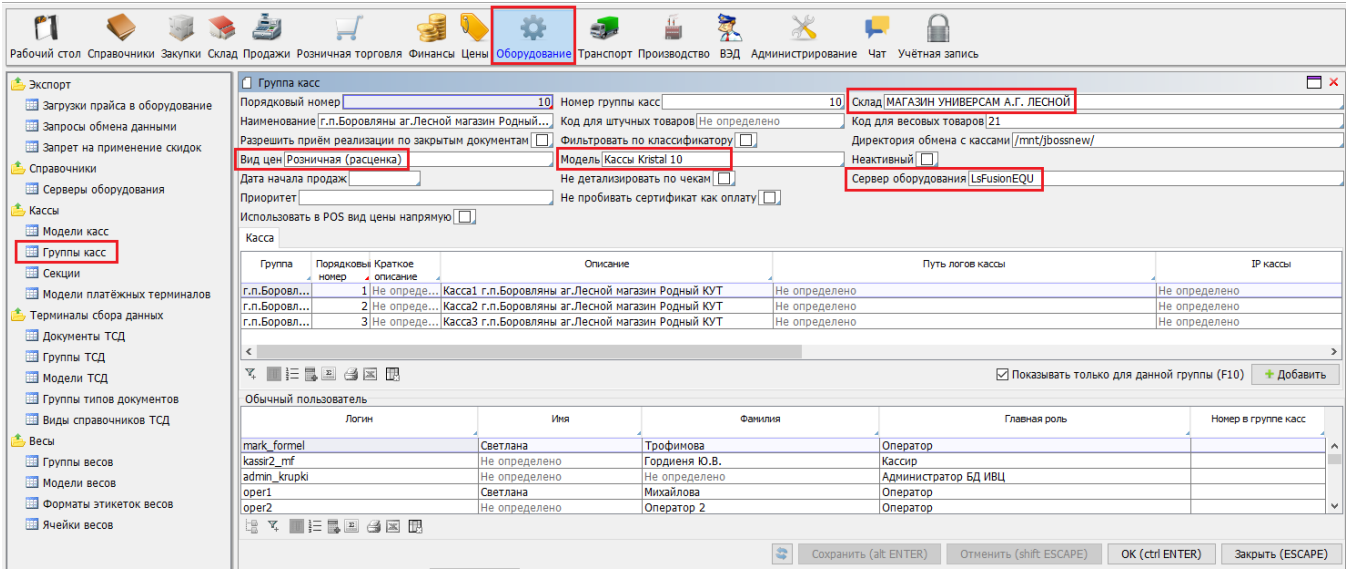 Рабочий стол Справочники Закупки Склад Продажи Розничная торговля Финансы Цены Оборудование Транспорт Производство ВЭД Администрирование Чат Учётная запись
Экспорт
Загрузки прайса в оборудование
Запросы обмена данными
Запрет на применение скидок
Справочники
Серверы оборудования
Кассы
Модели касс
Группы касс
Секции
Модели платёжных терминалов
Терминалы сбора данных
Документы ТСД
Группы ТСД
Модели ТСД
Группы типов документов
Виды справочников ТСД
Весы
Группы весов
Модели весов
Форматы этикеток весов
Ячейки весов
Группа касс
Порядковый номер 10 Номер группы касс 10 Склад МАГАЗИН УНИВЕРСАМ А.Г. ЛЕСНОЙ
Наименование г.п.Боровляны аг.Лесной магазин Родный... Код для штучных товаров Не определено Код для весовых товаров 21
Разрешить приём реализации по закрытым документам Фильтровать по классификатору Директория обмена с кассами /mnt/jbossnew/
Вид цен Розничная (расценка) Модель Кассы Kristal 10 Неактивный
Дата начала продаж Не детализировать по чекам Сервер оборудования LsFusionEQU
Приоритет Не пробивать сертификат как оплату
Использовать в POS вид цены напрямую
Касса
Группа Порядковы номер Краткое описание Описание Путь логов кассы IP кассы
г.п.Боровл... 1 Не опреде... Касса1 г.п.Боровляны аг.Лесной магазин Родный КУТ Не определено Не определено
г.п.Боровл... 2 Не опреде... Касса2 г.п.Боровляны аг.Лесной магазин Родный КУТ Не определено Не определено
г.п.Боровл... 3 Не опреде... Касса3 г.п.Боровляны аг.Лесной магазин Родный КУТ Не определено Не определено
Показывать только для данной группы (F10) Добавить
Обычный пользователь
Логин Имя Фамилия Главная роль Номер в группе касс
mark_formel Светлана Трофимова Оператор
kassir2_mf Не определено Гордиеня Ю.В. Кассир
admin_krupki Не определено Не определено Администратор БД ИВЦ
oper1 Светлана Михайлова Оператор
oper2 Не определено Оператор 2 Оператор
Сохранить (alt ENTER) Отменить (shift ESCAPE) OK (ctrl ENTER) Закрыть (ESCAPE)